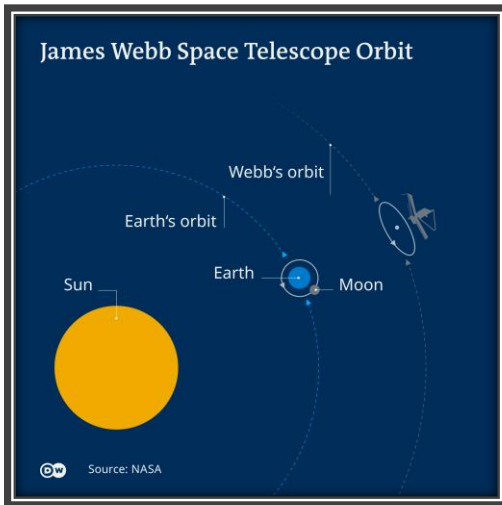 James Webb Space Telescope Orbit
Webb's orbit
Earth's orbit
Earth
Sun
Moon
DW
Source: NASA